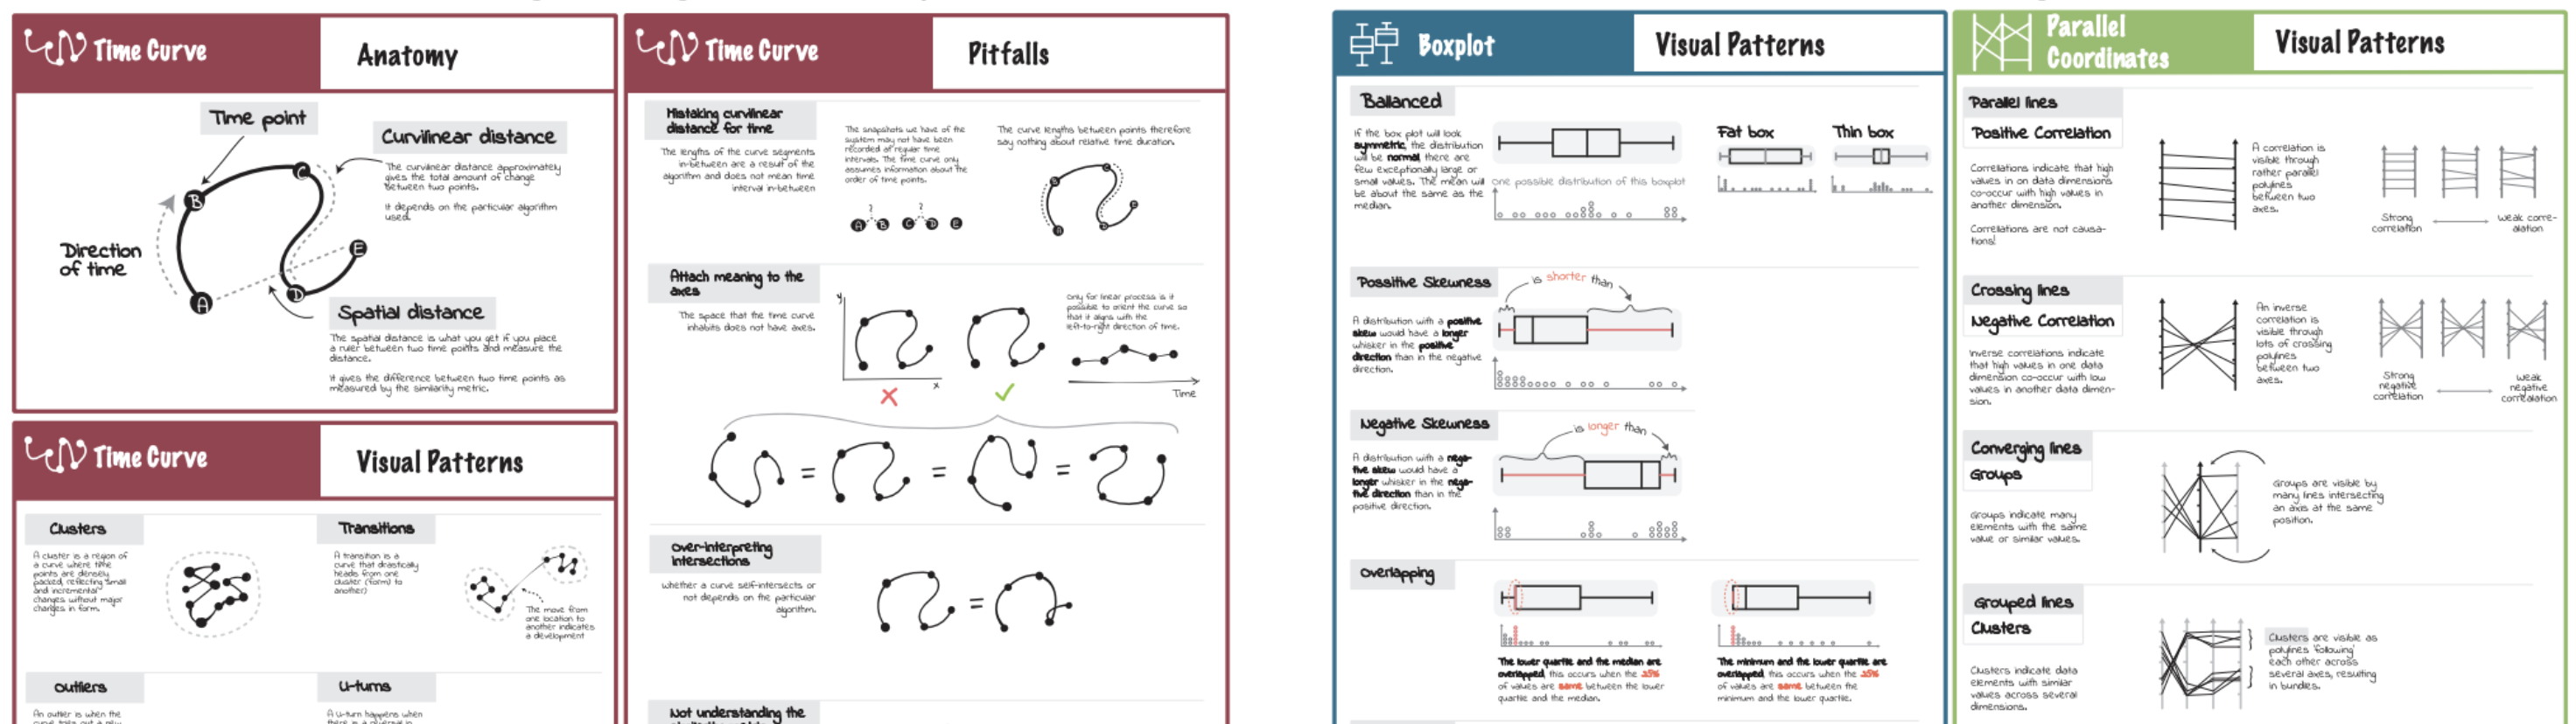 Time Curve
Anatomy
Time point
Curvilinear distance
The curvilinear distance approximately
gives the total amount of change
between two points.
It depends on the particular algorithm
used.
C
B
E
D
A
Direction
of time
Spatial distance
The spatial distance is what you get if you place
a ruler between two time points and measure the
distance.
It gives the difference between two time points as
measured by the similarity metric.
Time Curve
Visual Patterns
Clusters
A cluster is a region of
a curve where time
points are densely
packed, reflecting small
and incremental
changes without major
changes in form.
Transitions
A transition is a
curve that drastically
heads from one
cluster (form) to
another)
The move from
one location to
another indicates
a development
Outliers
An outlier is when the
U-turns
A U-turn happens when
Time Curve
Pitfalls
Mistaking curvilinear
distance for time
The lengths of the curve segments
in-between are a result of the
algorithm and does not mean time
interval in-between
The snapshots we have of the
system may not have been
recorded at regular time
intervals. The time curve only
assumes information about the
order of time points.
? ?
A B C D E
The curve lengths between points therefore
say nothing about relative time duration.
Attach meaning to the
axes
The space that the time curve
inhabits does not have axes.
y
x
Only for linear process is it
possible to orient the curve so
that it aligns with the
left-to-right direction of time.
Time
= = =
Over-interpreting
intersections
Whether a curve self-intersects or
not depends on the particular
algorithm.
=
Not understanding the
Boxplot
Visual Patterns
Ballanced
If the box plot will look
symmetric, the distribution
will be normal, there are
few exceptionally large or
small values. The mean will
be about the same as the
median.
one possible distribution of this boxplot
Fat box
Thin box
Possitive Skewness
is shorter than
A distribution with a positive
skew would have a longer
whisker in the positive
direction than in the negative
direction.
Negative Skewness
is longer than
A distribution with a nega-
tive skew would have a
longer whisker in the nega-
tive direction than in the
positive direction.
Overlapping
The lower quartile and the median are
overlapped, this occurs when the 25%
of values are same between the lower
quartile and the median.
The minimum and the lower quartile are
overlapped, this occurs when the 25%
of values are same between the
minimum and the lower quartile.
Parallel
Coordinates
Visual Patterns
Parallel lines
Positive Correlation
Correlations indicate that high
values in on data dimensions
co-occur with high values in
another dimension.
Correllations are not causa-
tions!
A correlation is
visible through
rather parallel
polylines
between two
axes.
Strong
correlation
weak corre-
alation
Crossing lines
Negative Correlation
Inverse correlations indicate
that high values in one data
dimension co-occur with low
values in another data dimen-
sion.
An inverse
correlation is
visible through
lots of crossing
polylines
between two
axes.
Strong
negative
correlation
weak
negative
correalation
Converging lines
Groups
Groups indicate many
elements with the same
value or similar values.
Groups are visible by
many lines intersecting
an axis at the same
position.
Grouped lines
Clusters
Clusters indicate data
elements with similar
values across several
dimensions.
Clusters are visible as
polylines 'following'
each other across
several axes, resulting
in bundles.